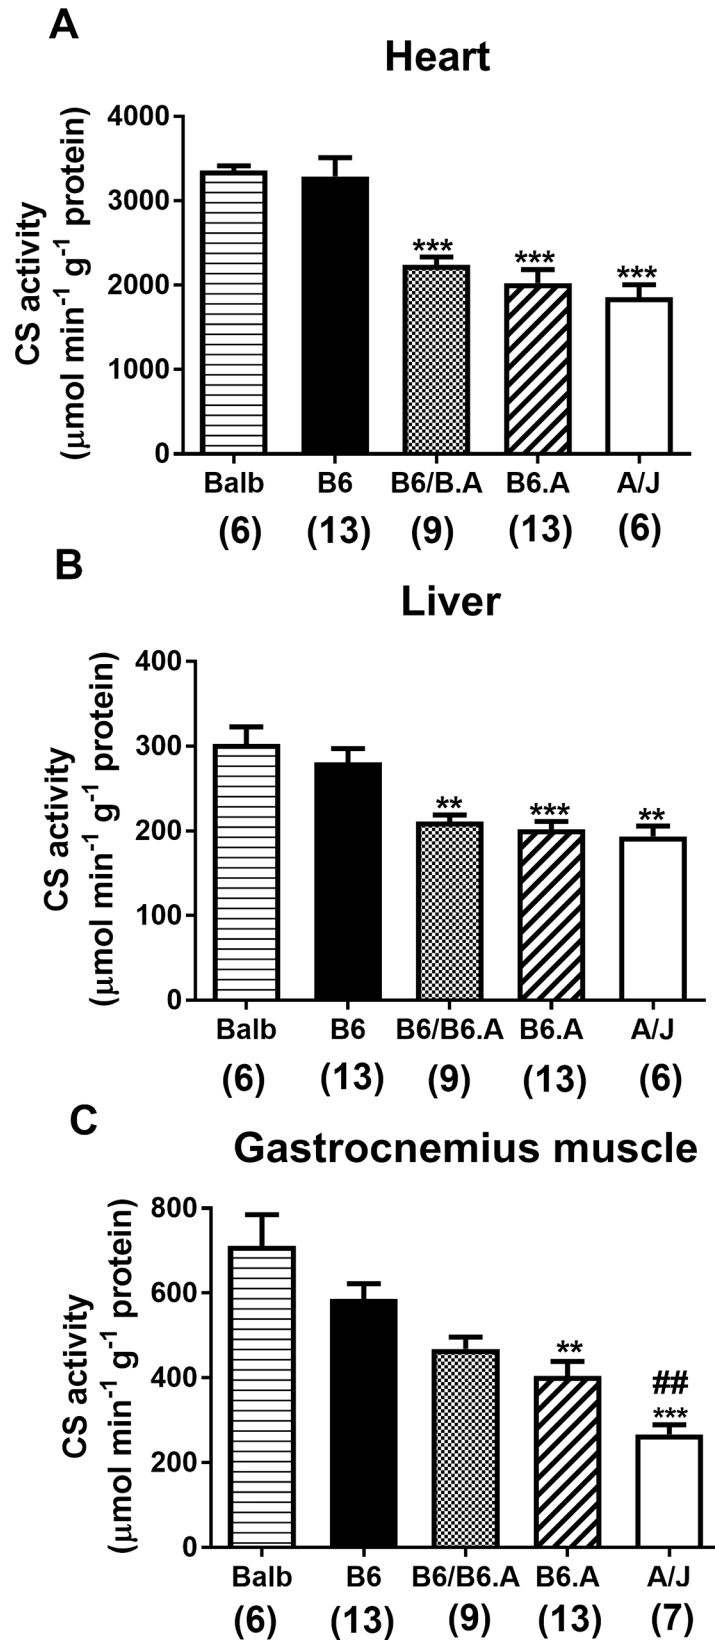 A
Heart
CS activity
(μmol min⁻¹ g⁻¹ protein)
4000
3000
2000
1000
0
***
***
***
Balb B6 B6/B.A B6.A A/J
(6) (13) (9) (13) (6)
B
Liver
CS activity
(μmol min⁻¹ g⁻¹ protein)
400
300
200
100
0
**
***
**
Balb B6 B6/B6.A B6.A A/J
(6) (13) (9) (13) (6)
C
Gastrocnemius muscle
CS activity
(μmol min⁻¹ g⁻¹ protein)
800
600
400
200
0
**
##
***
Balb B6 B6/B6.A B6.A A/J
(6) (13) (9) (13) (7)